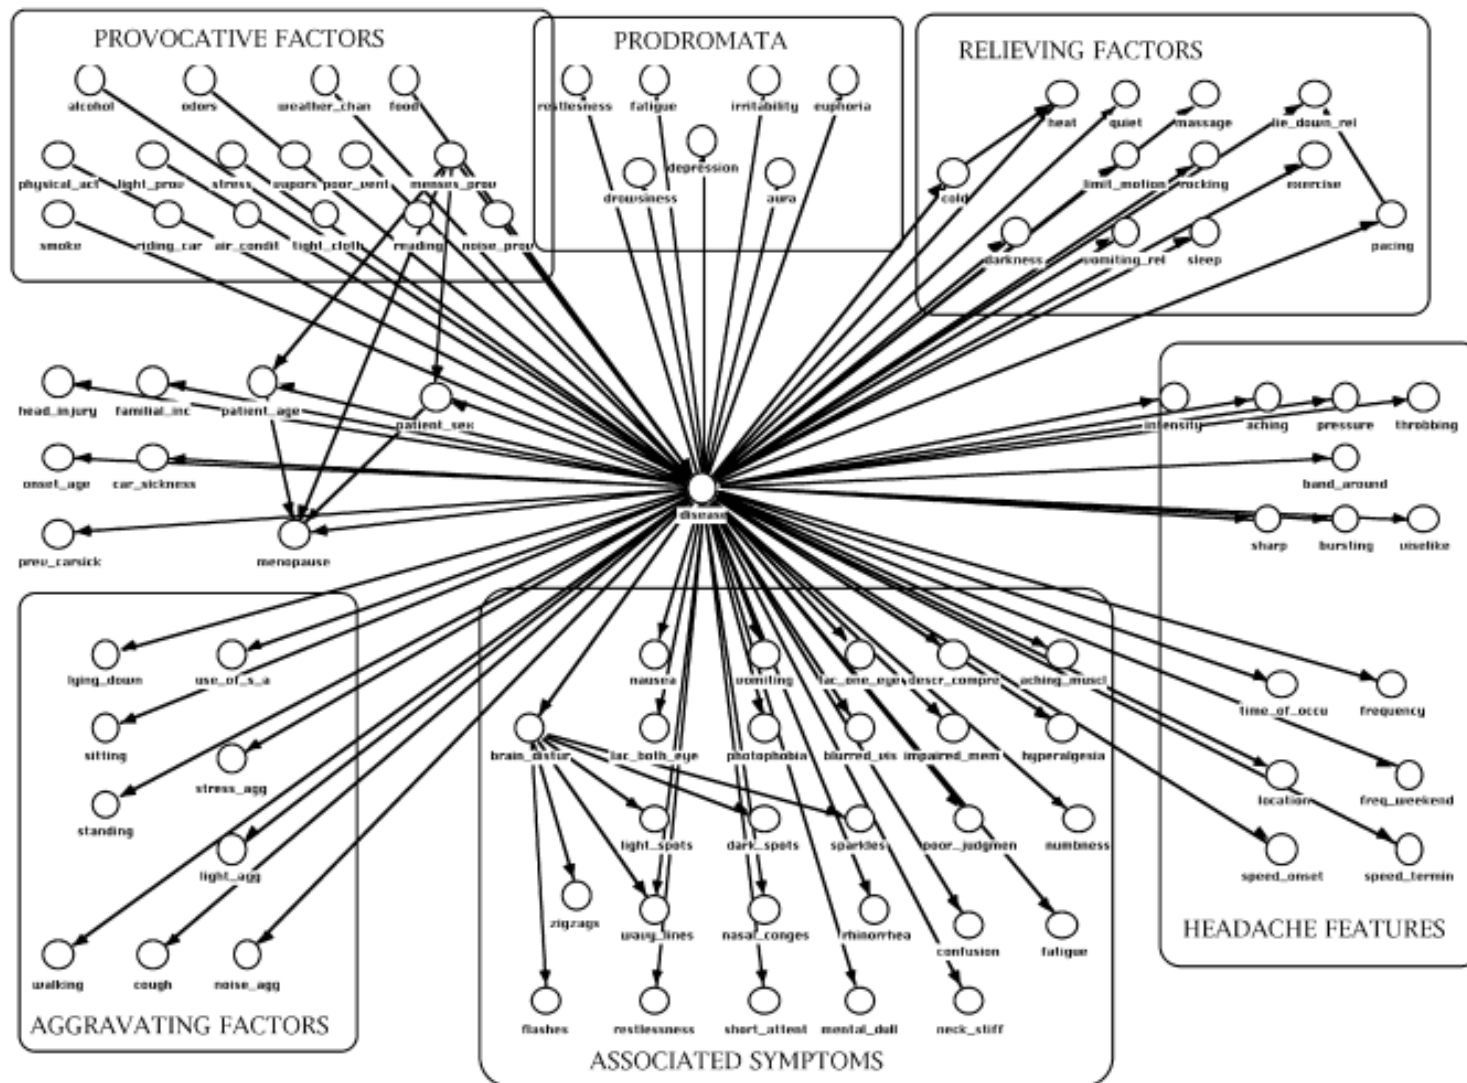 PROVOCATIVE FACTORS
PRODROMATA
RELIEVING FACTORS
alcohol odors weather_chan food
restlesness fatigue irritability euphoria
heat quiet massage lie_down_rel
physical_act light_prov stress vapors poor_vent menses_prov
depression
drowsiness aura
cold limit_motion rocking exercise
smoke riding_car air_condit tight_cloth reading noise_prov
darkness vomiting_rel sleep pacing
head_injury familial_inc patient_age patient_sex
intensity aching pressure throbbing
onset_age car_sickness
band_around
disease
prev_carsick menopause
sharp bursting viselike
lying_down use_of_s_a
nausea vomiting lac_one_eye descr_compre aching_muscl
time_of_occu frequency
sitting
brain_distur lac_both_eye photophobia blurred_vis impaired_mem hyperalgesia
stress_agg
location freq_weekend
standing
light_spots dark_spots sparkles poor_judgmen numbness
light_agg
speed_onset speed_termin
zigzags wavy_lines nasal_conges rhinorrhea confusion fatigue
HEADACHE FEATURES
walking cough noise_agg
AGGRAVATING FACTORS
flashes restlessness short_attent mental_dull neck_stiff
ASSOCIATED SYMPTOMS